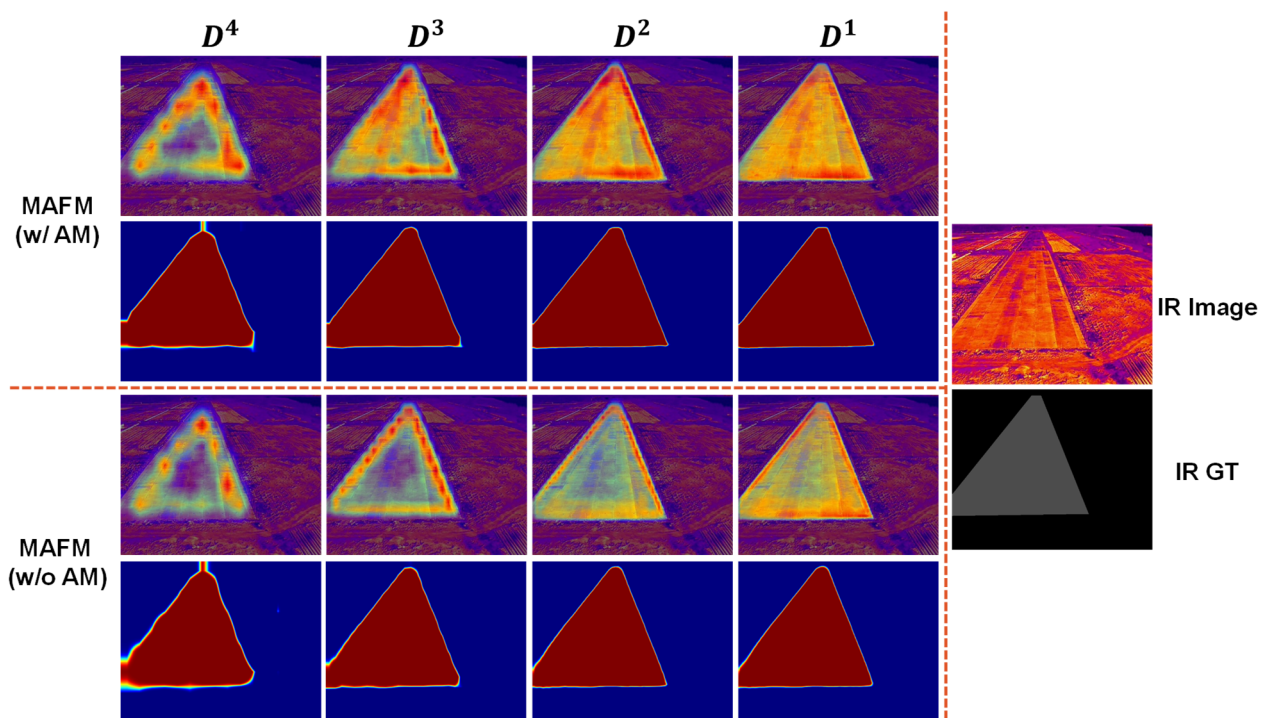 D⁴ D³ D² D¹
MAFM
(w/ AM)
IR Image
IR GT
MAFM
(w/o AM)